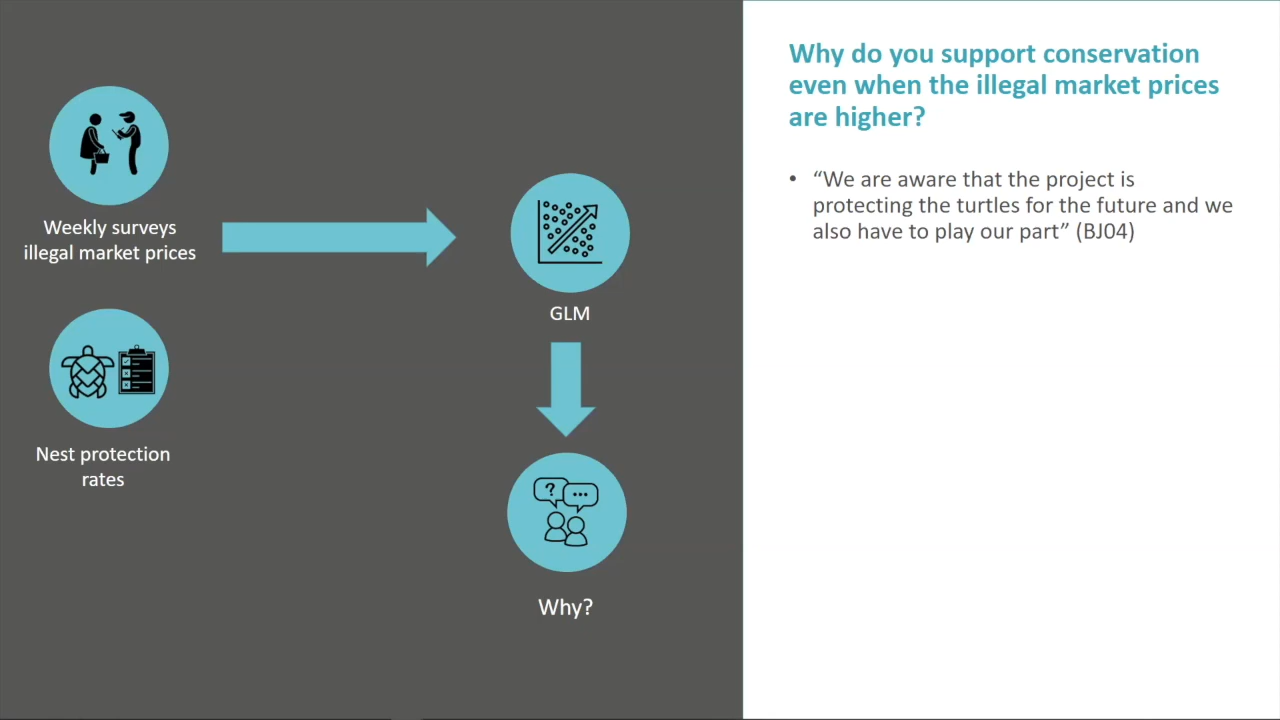 Weekly surveys
illegal market prices
Nest protection
rates
GLM
?
...
Why?
Why do you support conservation
even when the illegal market prices
are higher?
• “We are aware that the project is
protecting the turtles for the future and we
also have to play our part” (BJ04)